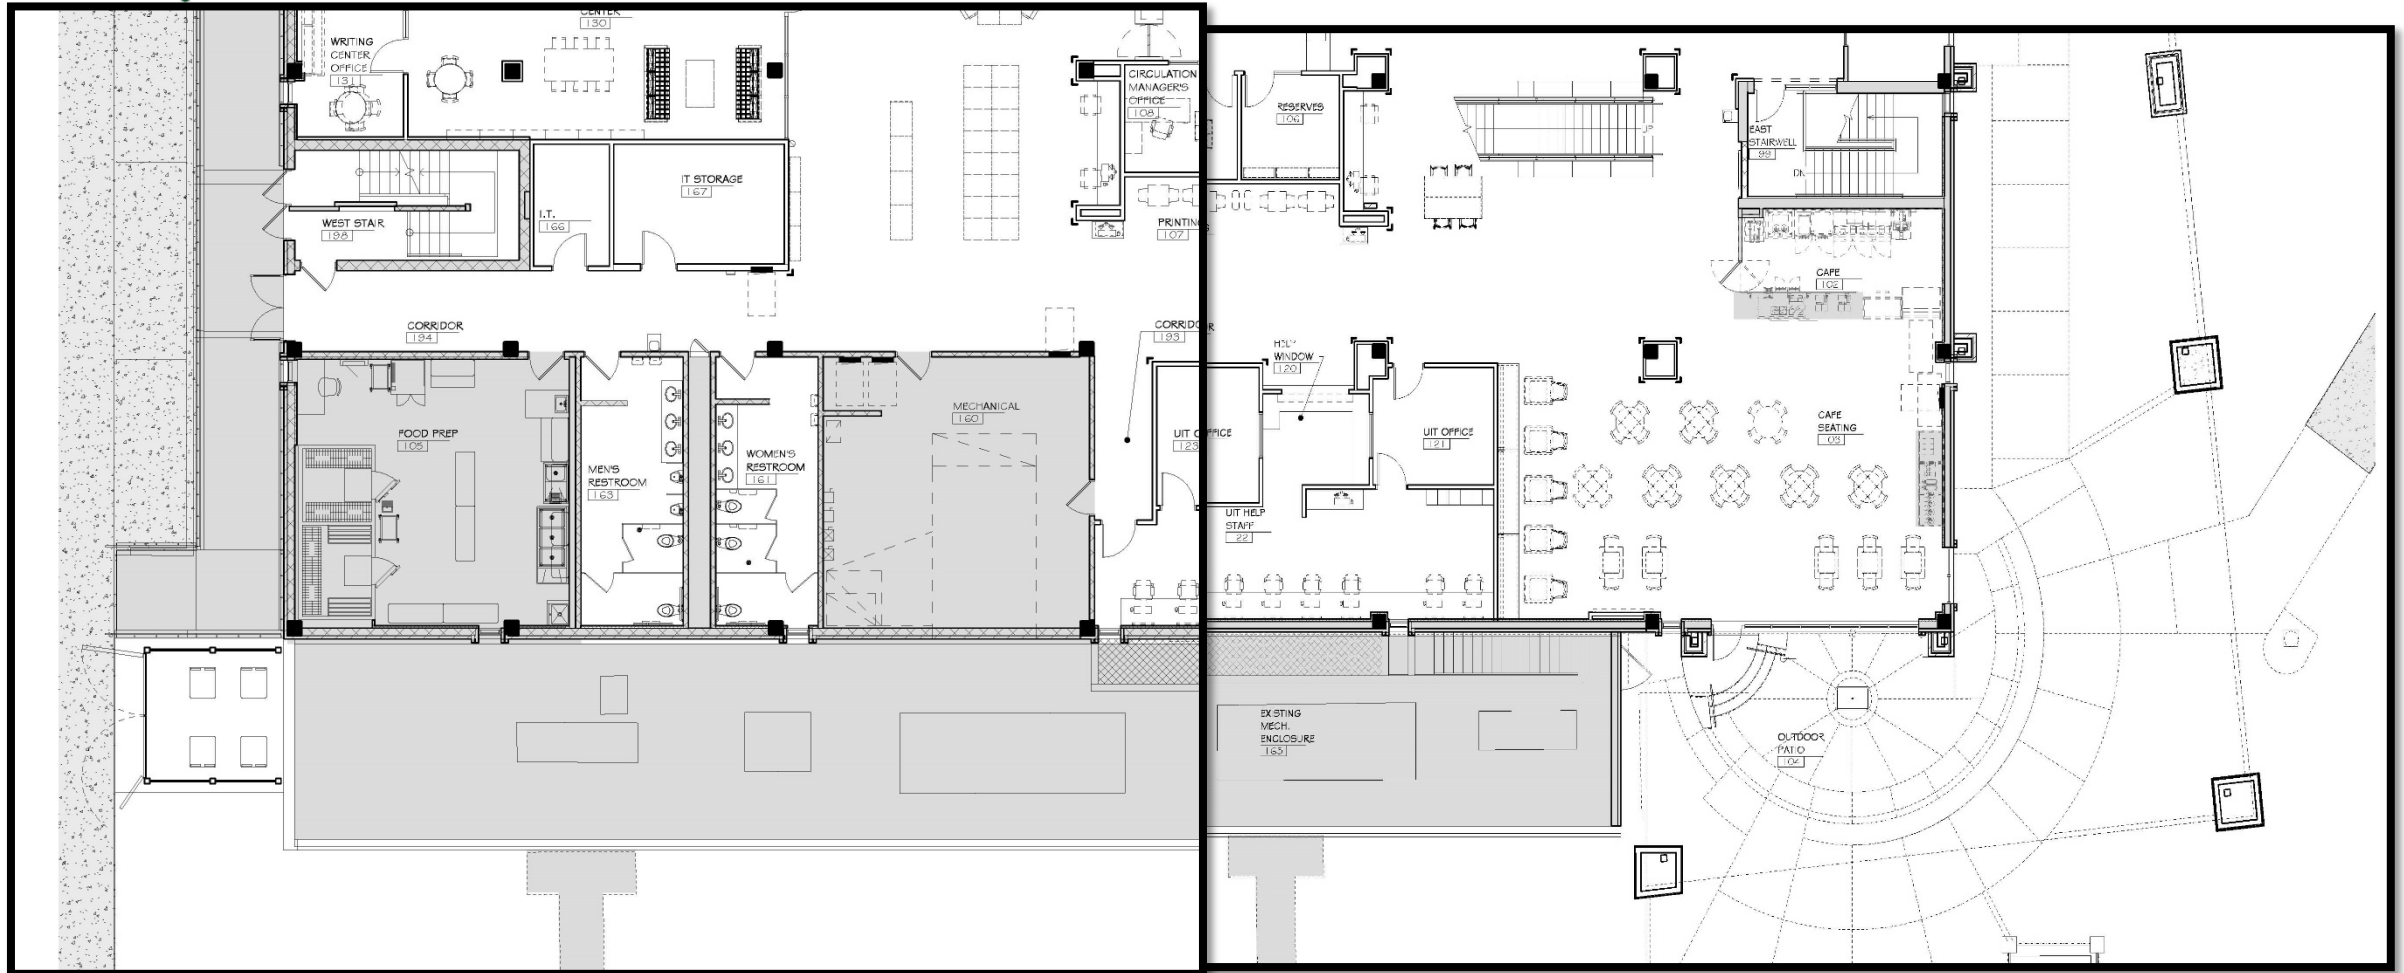 CENTER
130
WRITING
CENTER
OFFICE
131
CIRCULATION
MANAGER'S
OFFICE
108
RESERVES
106
EAST
STAIRWELL
99
DN
UP
IT STORAGE
167
I.T.
166
WEST STAIR
198
PRINTING
107
CAFE
102
CORRIDOR
194
CORRIDOR
193
WINDOW
120
FOOD PREP
105
MEN'S
RESTROOM
163
WOMEN'S
RESTROOM
161
MECHANICAL
160
UIT OFFICE
123
UIT OFFICE
121
CAFE
SEATING
03
UIT HELP
STAFF
22
EXISTING
MECH.
ENCLOSURE
165
OUTDOOR
PATIO
104